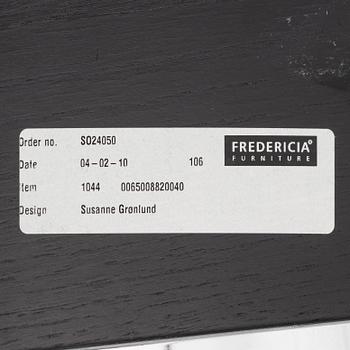 Order no. SO24050
FREDERICIA®
FURNITURE
Date 04-02-10 106
Item 1044 0065008820040
Design Susanne Grønlund